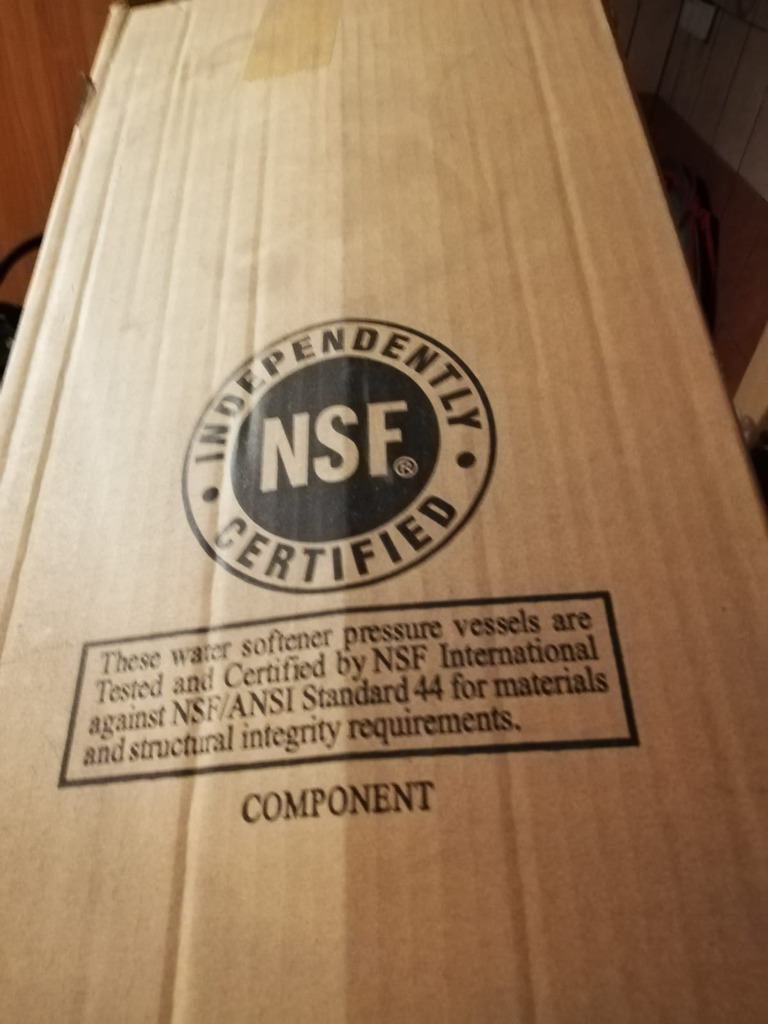 INDEPENDENTLY
NSF®
CERTIFIED
These water softener pressure vessels are
Tested and Certified by NSF International
against NSF/ANSI Standard 44 for materials
and structural integrity requirements.
COMPONENT